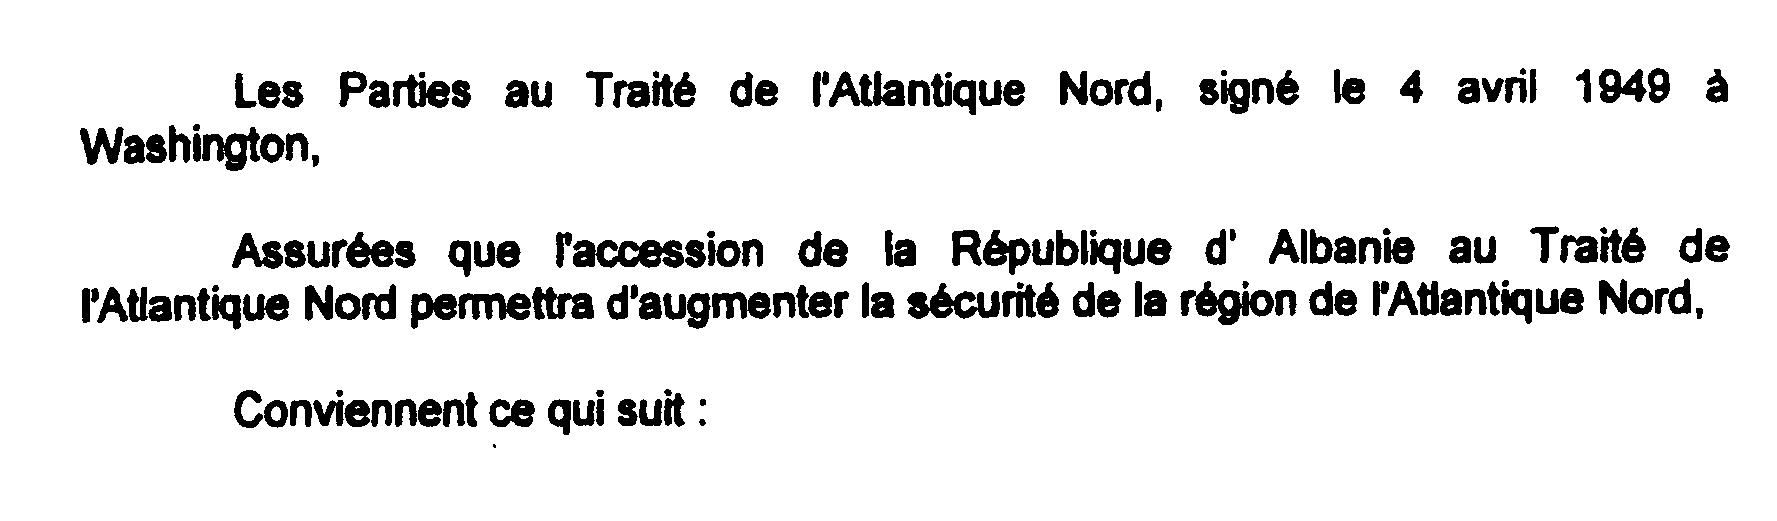 Les Parties au Traité de l'Atlantique Nord, signé le 4 avril 1949 à
Washington,
Assurées que l'accession de la République d' Albanie au Traité de
l'Atlantique Nord permettra d'augmenter la sécurité de la région de l'Atlantique Nord,
Conviennent ce qui suit :